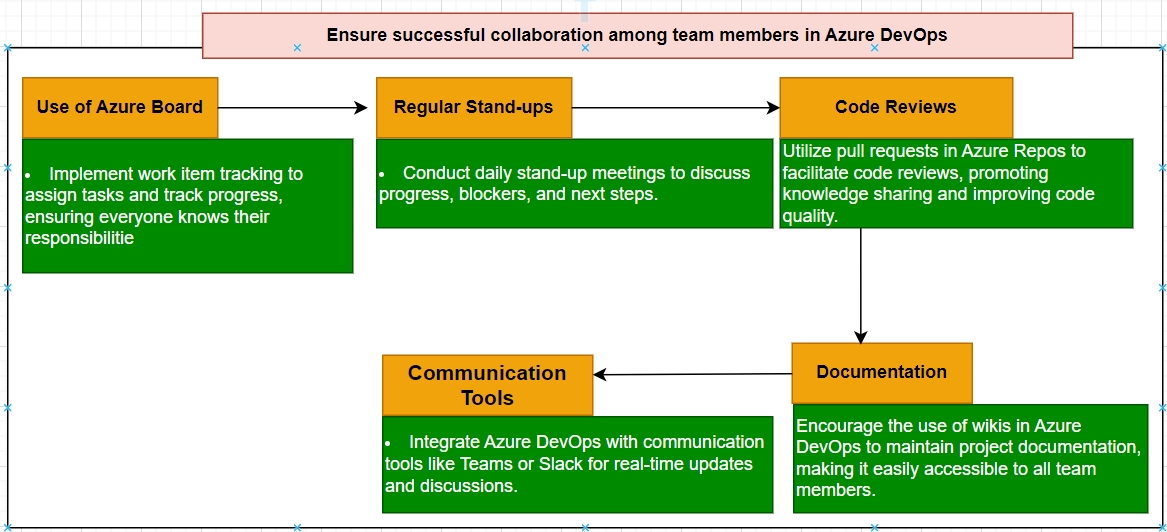 Ensure successful collaboration among team members in Azure DevOps
Use of Azure Board
• Implement work item tracking to
assign tasks and track progress,
ensuring everyone knows their
responsibilitie
Regular Stand-ups
• Conduct daily stand-up meetings to discuss
progress, blockers, and next steps.
Code Reviews
Utilize pull requests in Azure Repos to
facilitate code reviews, promoting
knowledge sharing and improving code
quality.
Documentation
Encourage the use of wikis in Azure
DevOps to maintain project documentation,
making it easily accessible to all team
members.
Communication
Tools
• Integrate Azure DevOps with communication
tools like Teams or Slack for real-time updates
and discussions.